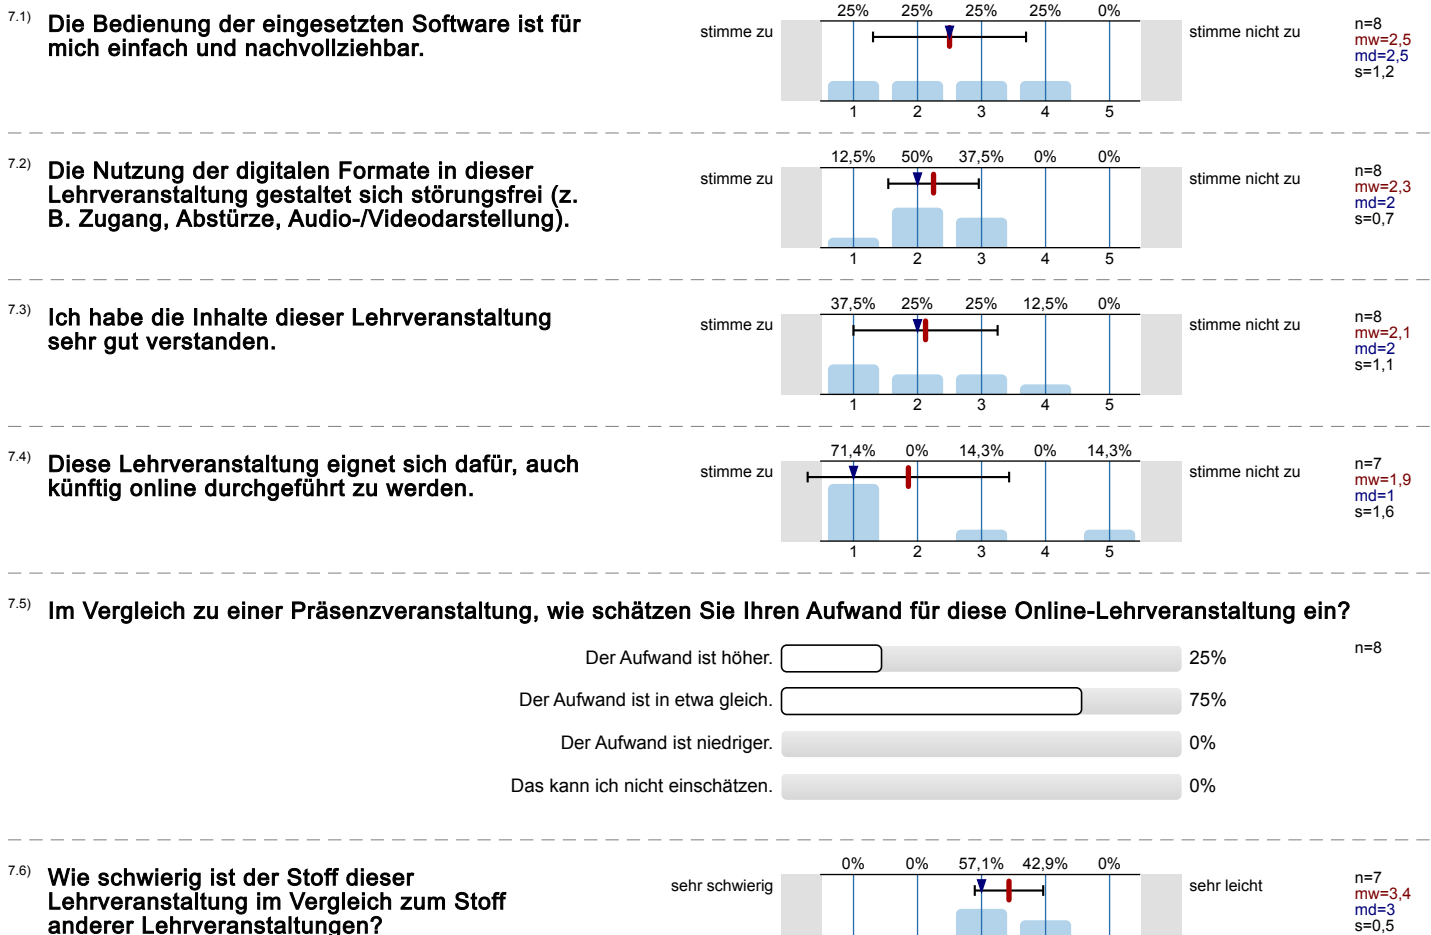 7.1) Die Bedienung der eingesetzten Software ist für
mich einfach und nachvollziehbar.
25% 25% 25% 25% 0%
stimme zu
stimme nicht zu
1 2 3 4 5
n=8
mw=2,5
md=2,5
s=1,2
7.2) Die Nutzung der digitalen Formate in dieser
Lehrveranstaltung gestaltet sich störungsfrei (z.
B. Zugang, Abstürze, Audio-/Videodarstellung).
12,5% 50% 37,5% 0% 0%
stimme zu
stimme nicht zu
1 2 3 4 5
n=8
mw=2,3
md=2
s=0,7
7.3) Ich habe die Inhalte dieser Lehrveranstaltung
sehr gut verstanden.
37,5% 25% 25% 12,5% 0%
stimme zu
stimme nicht zu
1 2 3 4 5
n=8
mw=2,1
md=2
s=1,1
7.4) Diese Lehrveranstaltung eignet sich dafür, auch
künftig online durchgeführt zu werden.
71,4% 0% 14,3% 0% 14,3%
stimme zu
stimme nicht zu
1 2 3 4 5
n=7
mw=1,9
md=1
s=1,6
7.5) Im Vergleich zu einer Präsenzveranstaltung, wie schätzen Sie Ihren Aufwand für diese Online-Lehrveranstaltung ein?
n=8
Der Aufwand ist höher. 25%
Der Aufwand ist in etwa gleich. 75%
Der Aufwand ist niedriger. 0%
Das kann ich nicht einschätzen. 0%
7.6) Wie schwierig ist der Stoff dieser
Lehrveranstaltung im Vergleich zum Stoff
anderer Lehrveranstaltungen?
0% 0% 57,1% 42,9% 0%
sehr schwierig
sehr leicht
n=7
mw=3,4
md=3
s=0,5